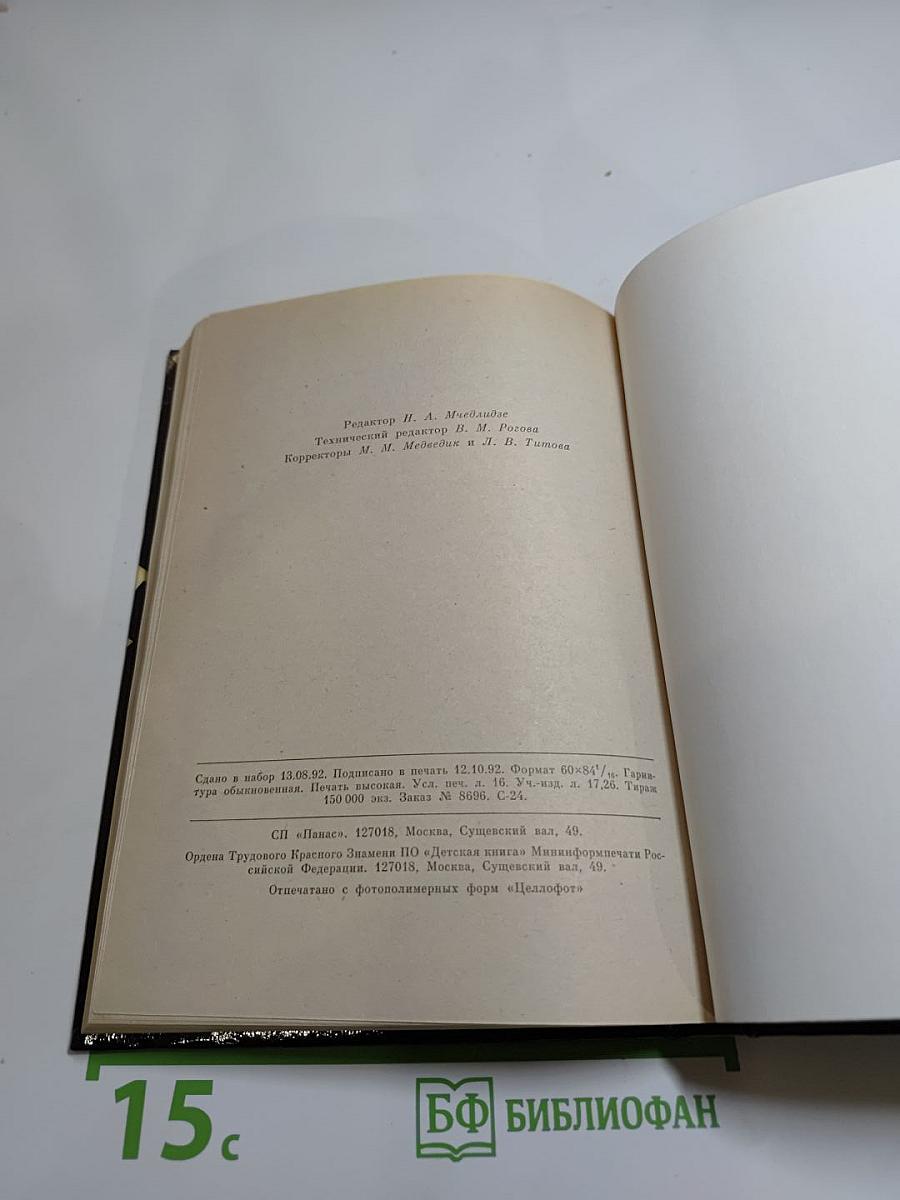 Редактор Н. А. Мчедлидзе
Технический редактор В. М. Рогова
Корректоры М. М. Медведик и Л. В. Титова
Сдано в набор 13.08.92. Подписано в печать 12.10.92. Формат 60×84¹/₁₆. Гарни-
тура обыкновенная. Печать высокая. Усл. печ. л. 16. Уч.-изд. л. 17,26. Тираж
150 000 экз. Заказ № 8696. С-24.
СП «Панас». 127018, Москва, Сущевский вал, 49.
Ордена Трудового Красного Знамени ПО «Детская книга» Мининформпечати Рос-
сийской Федерации. 127018, Москва, Сущевский вал, 49.
Отпечатано с фотополимерных форм «Целлофот»
15 с
БФ БИБЛИОФАН